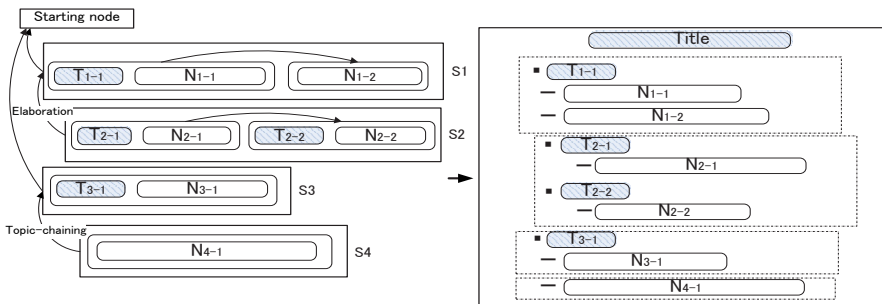 Starting node
T1-1 N1-1 N1-2 S1
Elaboration
T2-1 N2-1 T2-2 N2-2 S2
T3-1 N3-1 S3
Topic-chaining
N4-1 S4
Title
▪ T1-1
— N1-1
— N1-2
▪ T2-1
— N2-1
▪ T2-2
— N2-2
▪ T3-1
— N3-1
— N4-1